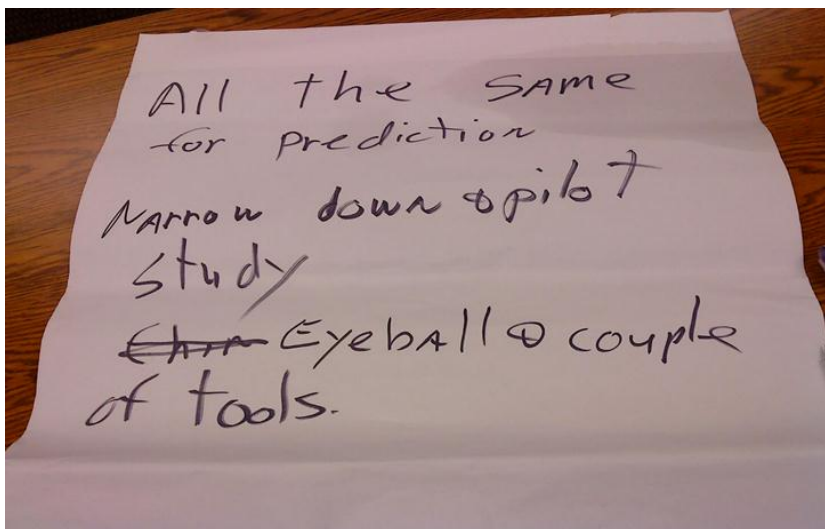 All the same
for prediction
Narrow down & pilot
study
Eyeball a couple
of tools.